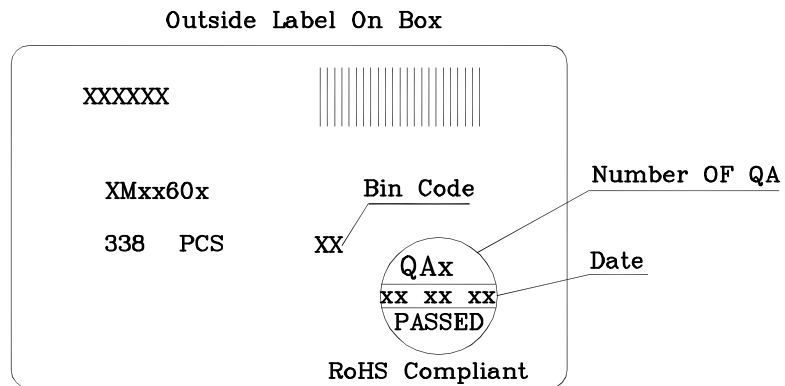 Outside Label On Box
XXXXXX
XMxx60x
Bin Code
Number OF QA
338 PCS
XX
QAx
Date
xx xx xx
PASSED
RoHS Compliant